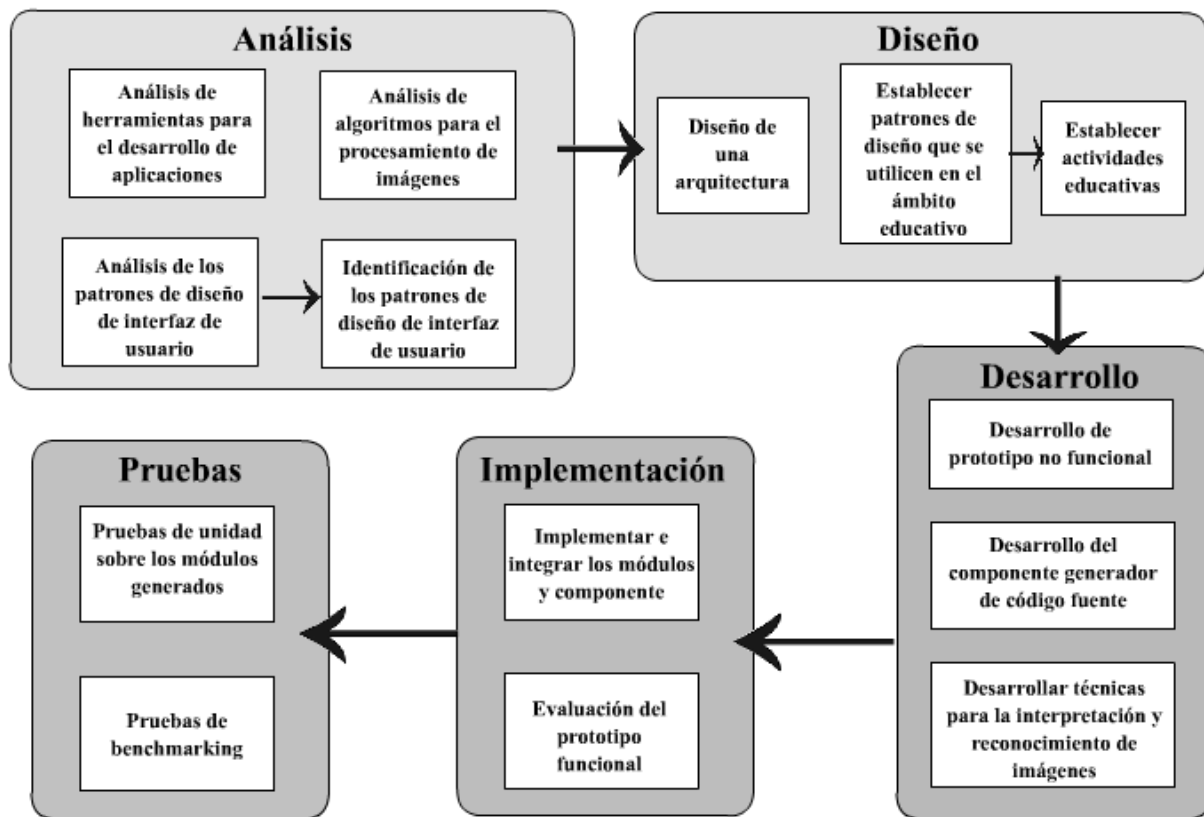 Análisis
Análisis de
herramientas para
el desarrollo de
aplicaciones
Análisis de
algoritmos para el
procesamiento de
imágenes
Análisis de los
patrones de diseño
de interfaz de
usuario
Identificación de
los patrones de
diseño de interfaz
de usuario
Diseño
Diseño de
una
arquitectura
Establecer
patrones de
diseño que se
utilicen en el
ámbito
educativo
Establecer
actividades
educativas
Desarrollo
Desarrollo de
prototipo no funcional
Desarrollo del
componente generador
de código fuente
Desarrollar técnicas
para la interpretación y
reconocimiento de
imágenes
Implementación
Implementar e
integrar los módulos
y componente
Evaluación del
prototipo
funcional
Pruebas
Pruebas de unidad
sobre los módulos
generados
Pruebas de
benchmarking